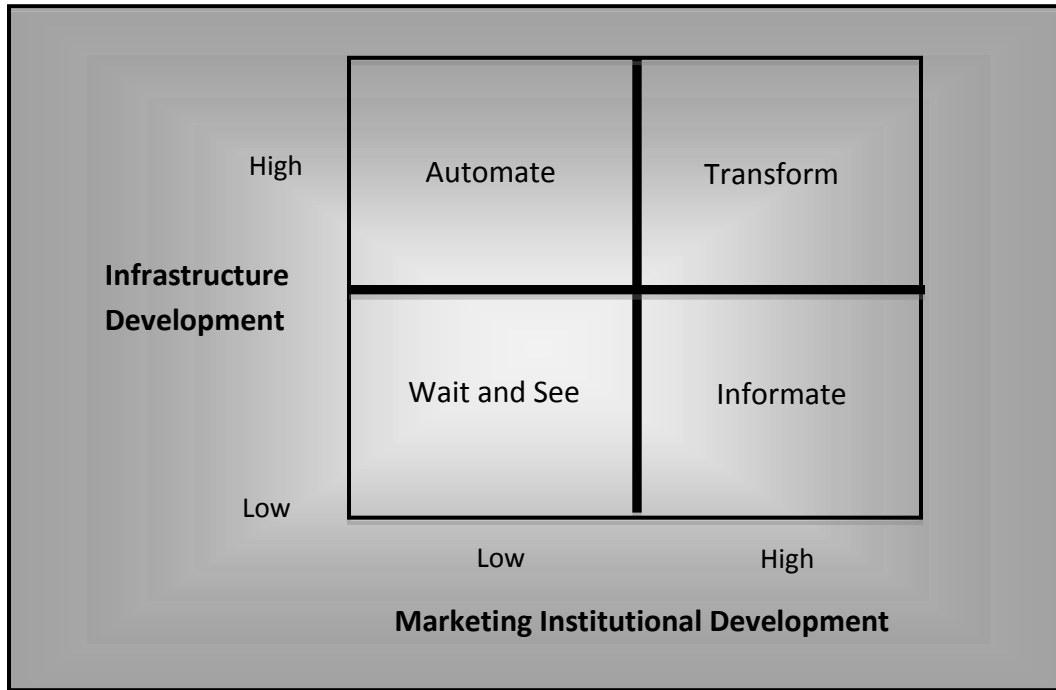 High
Automate
Transform
Infrastructure
Development
Wait and See
Informate
Low
Low
High
Marketing Institutional Development